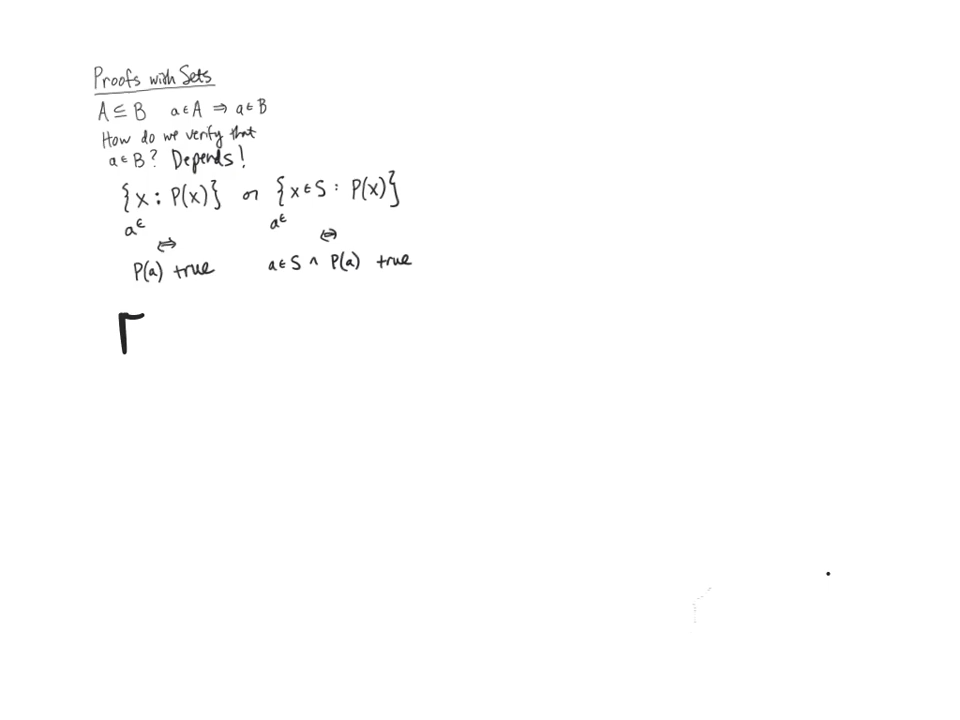 Proofs with Sets
A ⊆ B a ∈ A ⇒ a ∈ B
How do we verify that
a ∈ B? Depends!
{x : P(x)} or {x ∈ S : P(x)}
a ∈ a ∈
⇔ ⇔
P(a) true a ∈ S ∧ P(a) true